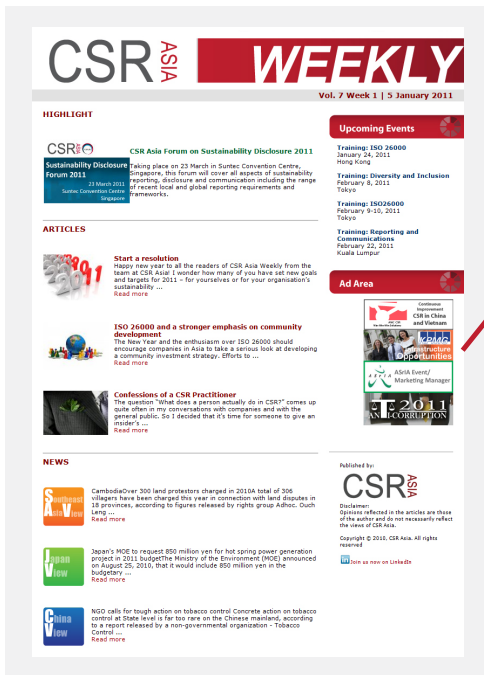 CSR ASIA
WEEKLY
Vol. 7 Week 1 | 5 January 2011
HIGHLIGHT
CSR
Sustainability Disclosure
Forum 2011
23 March 2011
Suntec Convention Centre
Singapore
CSR Asia Forum on Sustainability Disclosure 2011
Taking place on 23 March in Suntec Convention Centre,
Singapore, this forum will cover all aspects of sustainability
reporting, disclosure and communication including the range
of recent local and global reporting requirements and
frameworks.
ARTICLES
2011
Start a resolution
Happy new year to all the readers of CSR Asia Weekly from the
team at CSR Asia! I wonder how many of you have set new goals
and targets for 2011 – for yourselves or for your organisation's
sustainability ...
Read more
ISO 26000 and a stronger emphasis on community
development
The New Year and the enthusiasm over ISO 26000 should
encourage companies in Asia to take a serious look at developing
a community investment strategy. Efforts to ...
Read more
Confessions of a CSR Practitioner
The question "What does a person actually do in CSR?" comes up
quite often in my conversations with companies and with the
general public. So I decided that it's time for someone to give an
insider's ...
Read more
NEWS
Southeast
Asia View
CambodiaOver 300 land protestors charged in 2010A total of 306
villagers have been charged this year in connection with land disputes in
18 provinces, according to figures released by rights group Adhoc. Ouch
Leng ...
Read more
Japan
View
Japan's MOE to request 850 million yen for hot spring power generation
project in 2011 budgetThe Ministry of the Environment (MOE) announced
on August 25, 2010, that it would include 850 million yen in the
budgetary ...
Read more
China
View
NGO calls for tough action on tobacco control Concrete action on tobacco
control at State level is far too rare on the Chinese mainland, according
to a report released by a non-governmental organization - Tobacco
Control ...
Read more
Upcoming Events
Training: ISO 26000
January 24, 2011
Hong Kong
Training: Diversity and Inclusion
February 8, 2011
Tokyo
Training: ISO26000
February 9-10, 2011
Tokyo
Training: Reporting and
Communications
February 22, 2011
Kuala Lumpur
Ad Area
Continuous
Improvement
CSR in China
and Vietnam
KPMG
Infrastructure
Opportunities
ASrIA
ASrIA Event/
Marketing Manager
2011
ANTI-CORRUPTION
Published by:
CSR ASIA
Disclaimer:
Opinions reflected in the articles are those
of the author and do not necessarily reflect
the views of CSR Asia.
Copyright © 2010, CSR Asia. All rights
reserved
in Join us now on LinkedIn